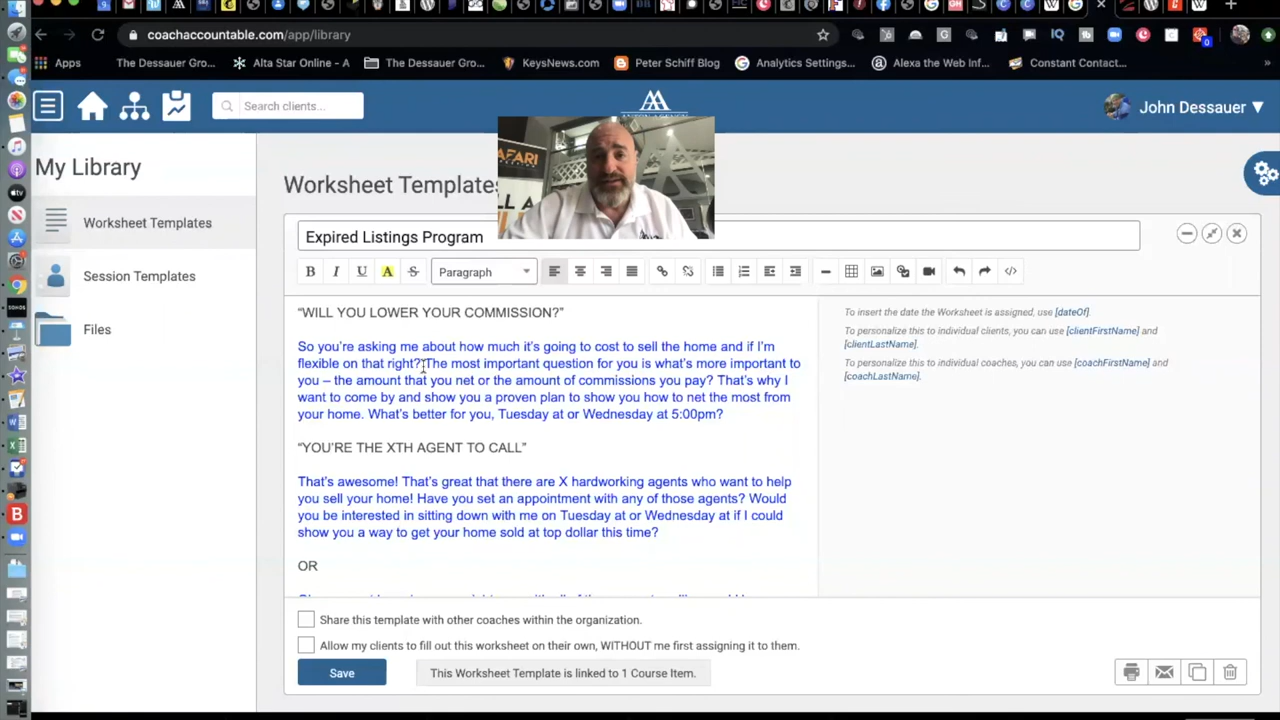 coachaccountable.com/app/library
Apps
The Dessauer Gro...
Alta Star Online - A
The Dessauer Gro...
KeysNews.com
Peter Schiff Blog
Analytics Settings...
Alexa the Web Inf...
Constant Contact...
»
Search clients...
John Dessauer ▼
My Library
Worksheet Templates
Session Templates
Files
Worksheet Templates
Expired Listings Program
B I U A S Paragraph
“WILL YOU LOWER YOUR COMMISSION?”
So you’re asking me about how much it’s going to cost to sell the home and if I’m
flexible on that right? The most important question for you is what’s more important to
you – the amount that you net or the amount of commissions you pay? That’s why I
want to come by and show you a proven plan to show you how to net the most from
your home. What’s better for you, Tuesday at or Wednesday at 5:00pm?
“YOU’RE THE XTH AGENT TO CALL”
That’s awesome! That’s great that there are X hardworking agents who want to help
you sell your home! Have you set an appointment with any of those agents? Would
you be interested in sitting down with me on Tuesday at or Wednesday at if I could
show you a way to get your home sold at top dollar this time?
OR
To insert the date the Worksheet is assigned, use [dateOf].
To personalize this to individual clients, you can use [clientFirstName] and
[clientLastName].
To personalize this to individual coaches, you can use [coachFirstName] and
[coachLastName].
Share this template with other coaches within the organization.
Allow my clients to fill out this worksheet on their own, WITHOUT me first assigning it to them.
Save
This Worksheet Template is linked to 1 Course Item.